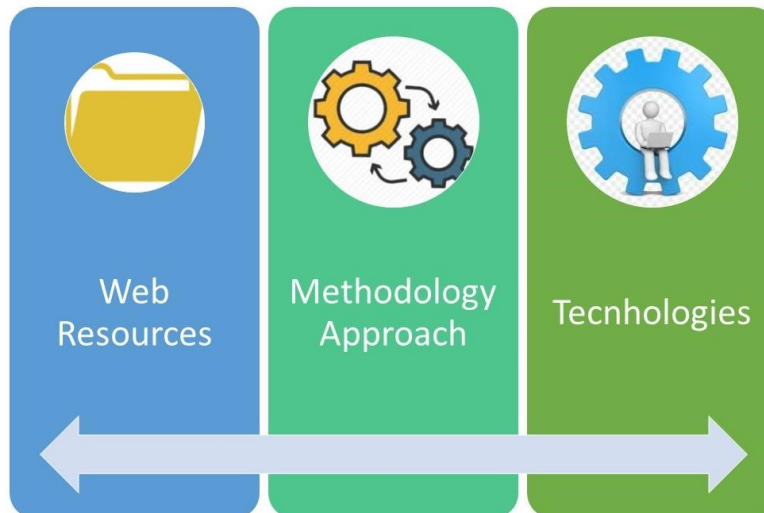 Web
Resources
Methodology
Approach
Tecnhologies